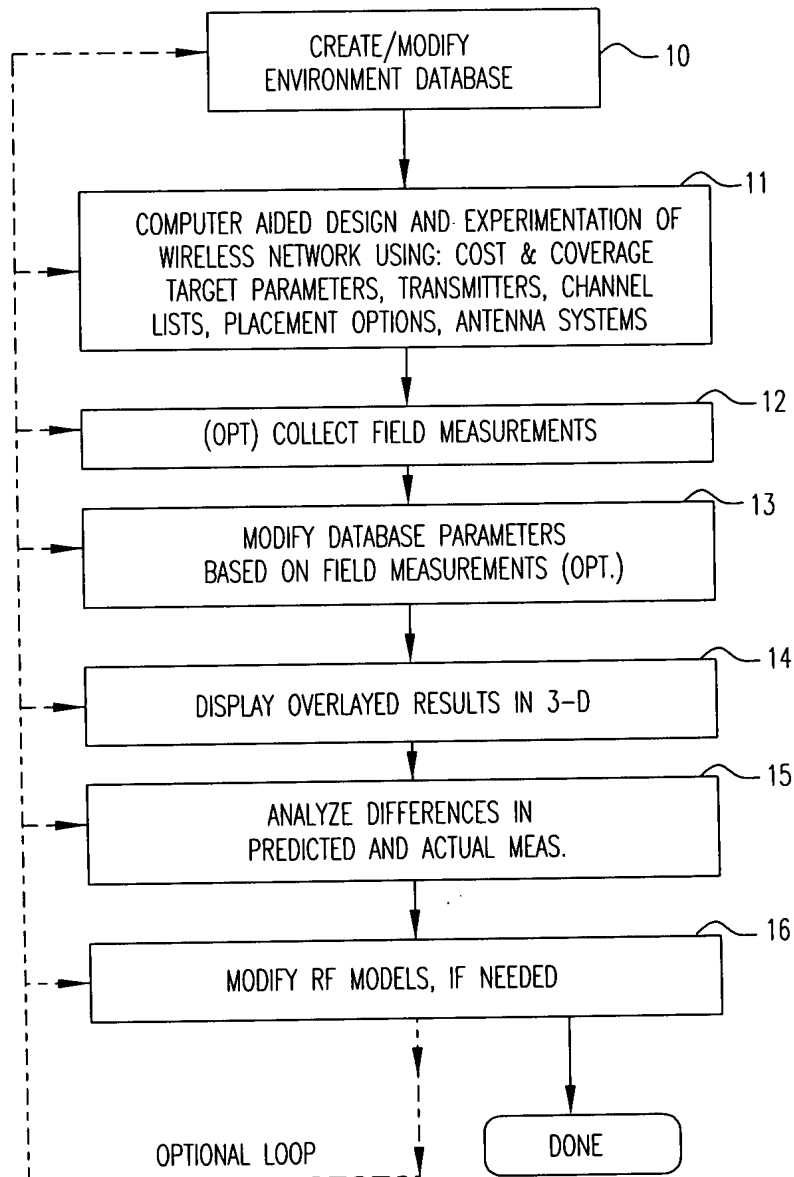 CREATE/MODIFY
ENVIRONMENT DATABASE
10
11
COMPUTER AIDED DESIGN AND EXPERIMENTATION OF
WIRELESS NETWORK USING: COST & COVERAGE
TARGET PARAMETERS, TRANSMITTERS, CHANNEL
LISTS, PLACEMENT OPTIONS, ANTENNA SYSTEMS
12
(OPT) COLLECT FIELD MEASUREMENTS
13
MODIFY DATABASE PARAMETERS
BASED ON FIELD MEASUREMENTS (OPT.)
14
DISPLAY OVERLAYED RESULTS IN 3-D
15
ANALYZE DIFFERENCES IN
PREDICTED AND ACTUAL MEAS.
16
MODIFY RF MODELS, IF NEEDED
OPTIONAL LOOP
DONE